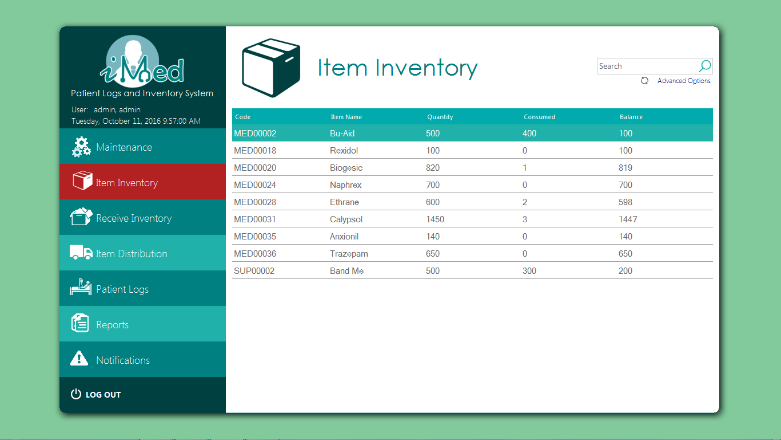 iMed
Patient Logs and Inventory System
User: admin, admin
Tuesday, October 11, 2016 9:57:00 AM
Maintenance
Item Inventory
Receive Inventory
Item Distribution
Patient Logs
Reports
Notifications
LOG OUT
Item Inventory
Search
Advanced Options
Code Item Name Quantity Consumed Balance
MED00002 Bu-Aid 500 400 100
MED00018 Rexidol 100 0 100
MED00020 Biogesic 820 1 819
MED00024 Naphrex 700 0 700
MED00028 Ethrane 600 2 598
MED00031 Calypsol 1450 3 1447
MED00035 Anxionil 140 0 140
MED00036 Trazepam 650 0 650
SUP00002 Band Me 500 300 200